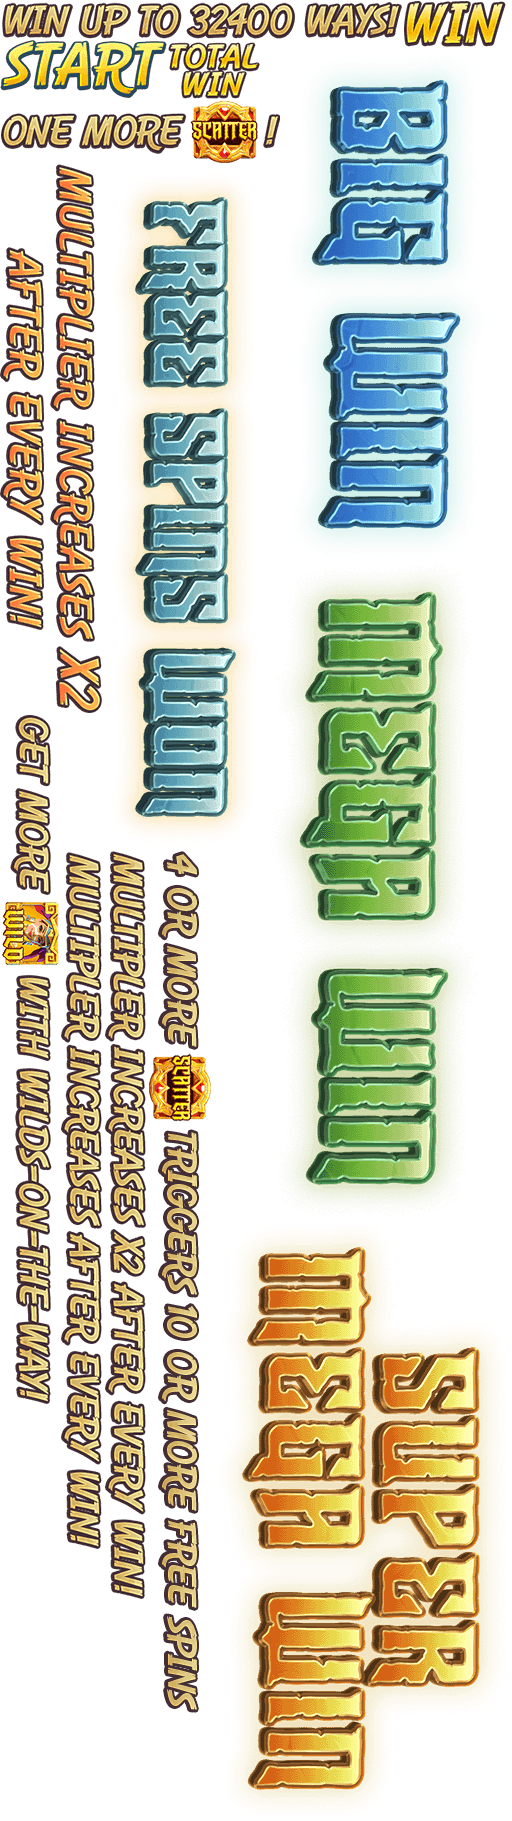 WIN UP TO 32400 WAYS!
WIN
START
TOTAL
WIN
ONE MORE SCATTER !
BIG WIN
FREE SPINS WON
MULTIPLIER INCREASES X2
AFTER EVERY WIN!
MEGA WIN
GET MORE WILD WITH WILDS-ON-THE-WAY!
4 OR MORE SCATTER TRIGGERS 10 OR MORE FREE SPINS
MULTIPLIER INCREASES X2 AFTER EVERY WIN!
MULTIPLER INCREASES AFTER EVERY WIN!
SUPER
MEGA WIN